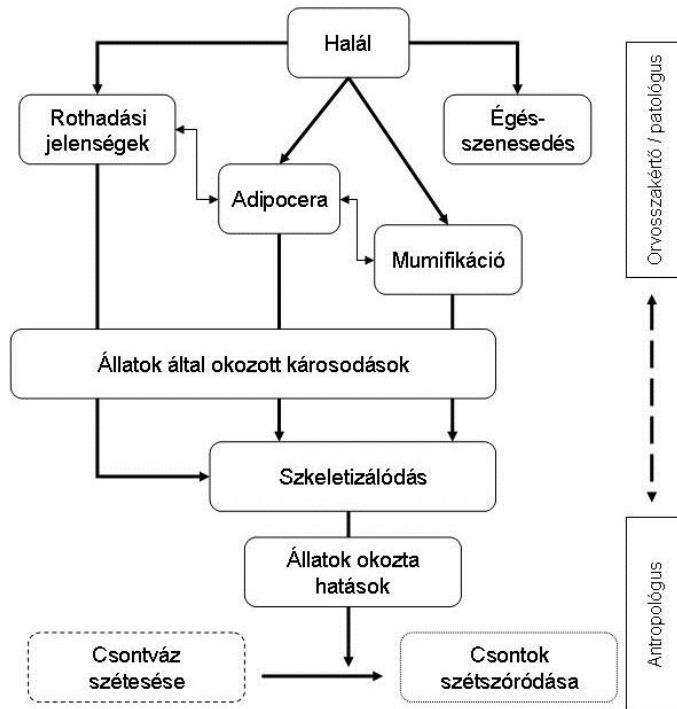 Halál
Rothadási
jelenségek
Égés-
szenesedés
Adipocera
Mumifikáció
Állatok által okozott károsodások
Szkeletizálódás
Állatok okozta
hatások
Csontváz
szétesése
Csontok
szétszóródása
Orvosszakértő / patológus
Antropológus